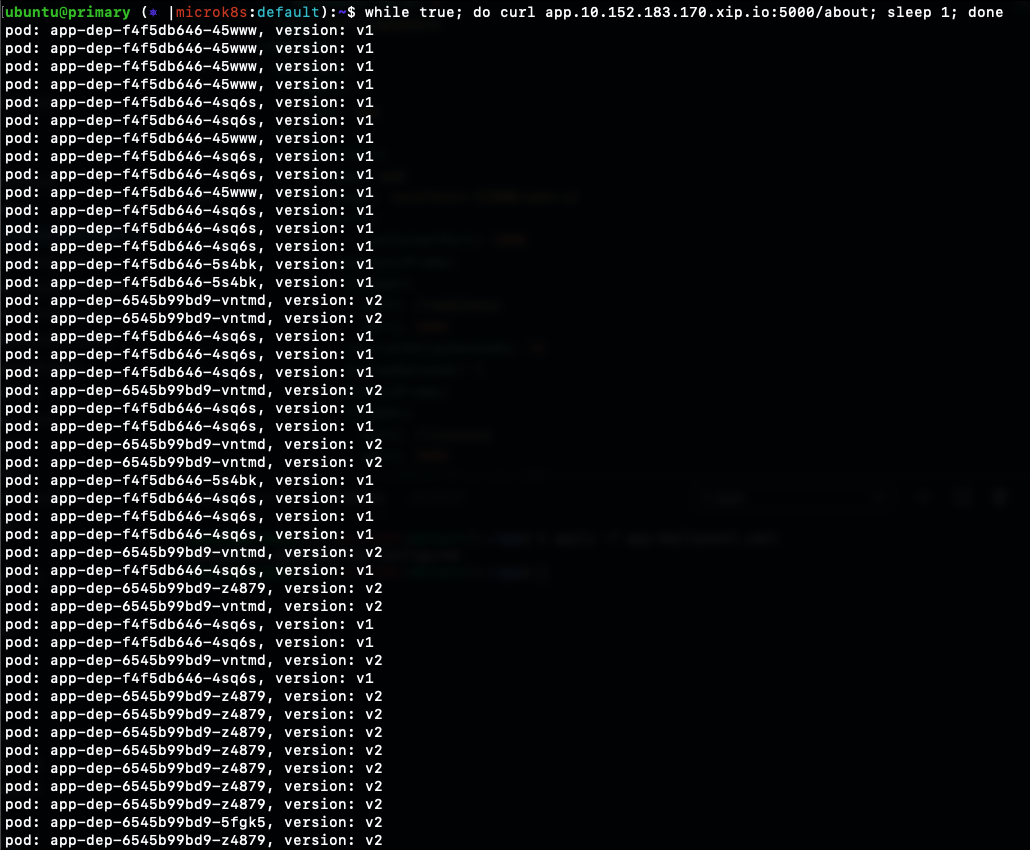 ubuntu@primary (⎈ |microk8s:default):~$ while true; do curl app.10.152.183.170.xip.io:5000/about; sleep 1; done
pod: app-dep-f4f5db646-45www, version: v1
pod: app-dep-f4f5db646-45www, version: v1
pod: app-dep-f4f5db646-45www, version: v1
pod: app-dep-f4f5db646-45www, version: v1
pod: app-dep-f4f5db646-4sq6s, version: v1
pod: app-dep-f4f5db646-4sq6s, version: v1
pod: app-dep-f4f5db646-45www, version: v1
pod: app-dep-f4f5db646-4sq6s, version: v1
pod: app-dep-f4f5db646-4sq6s, version: v1
pod: app-dep-f4f5db646-45www, version: v1
pod: app-dep-f4f5db646-4sq6s, version: v1
pod: app-dep-f4f5db646-4sq6s, version: v1
pod: app-dep-f4f5db646-4sq6s, version: v1
pod: app-dep-f4f5db646-5s4bk, version: v1
pod: app-dep-f4f5db646-5s4bk, version: v1
pod: app-dep-6545b99bd9-vntmd, version: v2
pod: app-dep-6545b99bd9-vntmd, version: v2
pod: app-dep-f4f5db646-4sq6s, version: v1
pod: app-dep-f4f5db646-4sq6s, version: v1
pod: app-dep-f4f5db646-4sq6s, version: v1
pod: app-dep-6545b99bd9-vntmd, version: v2
pod: app-dep-f4f5db646-4sq6s, version: v1
pod: app-dep-f4f5db646-4sq6s, version: v1
pod: app-dep-6545b99bd9-vntmd, version: v2
pod: app-dep-6545b99bd9-vntmd, version: v2
pod: app-dep-f4f5db646-5s4bk, version: v1
pod: app-dep-f4f5db646-4sq6s, version: v1
pod: app-dep-f4f5db646-4sq6s, version: v1
pod: app-dep-f4f5db646-4sq6s, version: v1
pod: app-dep-6545b99bd9-vntmd, version: v2
pod: app-dep-f4f5db646-4sq6s, version: v1
pod: app-dep-6545b99bd9-z4879, version: v2
pod: app-dep-6545b99bd9-vntmd, version: v2
pod: app-dep-f4f5db646-4sq6s, version: v1
pod: app-dep-f4f5db646-4sq6s, version: v1
pod: app-dep-6545b99bd9-vntmd, version: v2
pod: app-dep-f4f5db646-4sq6s, version: v1
pod: app-dep-6545b99bd9-z4879, version: v2
pod: app-dep-6545b99bd9-z4879, version: v2
pod: app-dep-6545b99bd9-z4879, version: v2
pod: app-dep-6545b99bd9-z4879, version: v2
pod: app-dep-6545b99bd9-z4879, version: v2
pod: app-dep-6545b99bd9-z4879, version: v2
pod: app-dep-6545b99bd9-z4879, version: v2
pod: app-dep-6545b99bd9-5fgk5, version: v2
pod: app-dep-6545b99bd9-z4879, version: v2